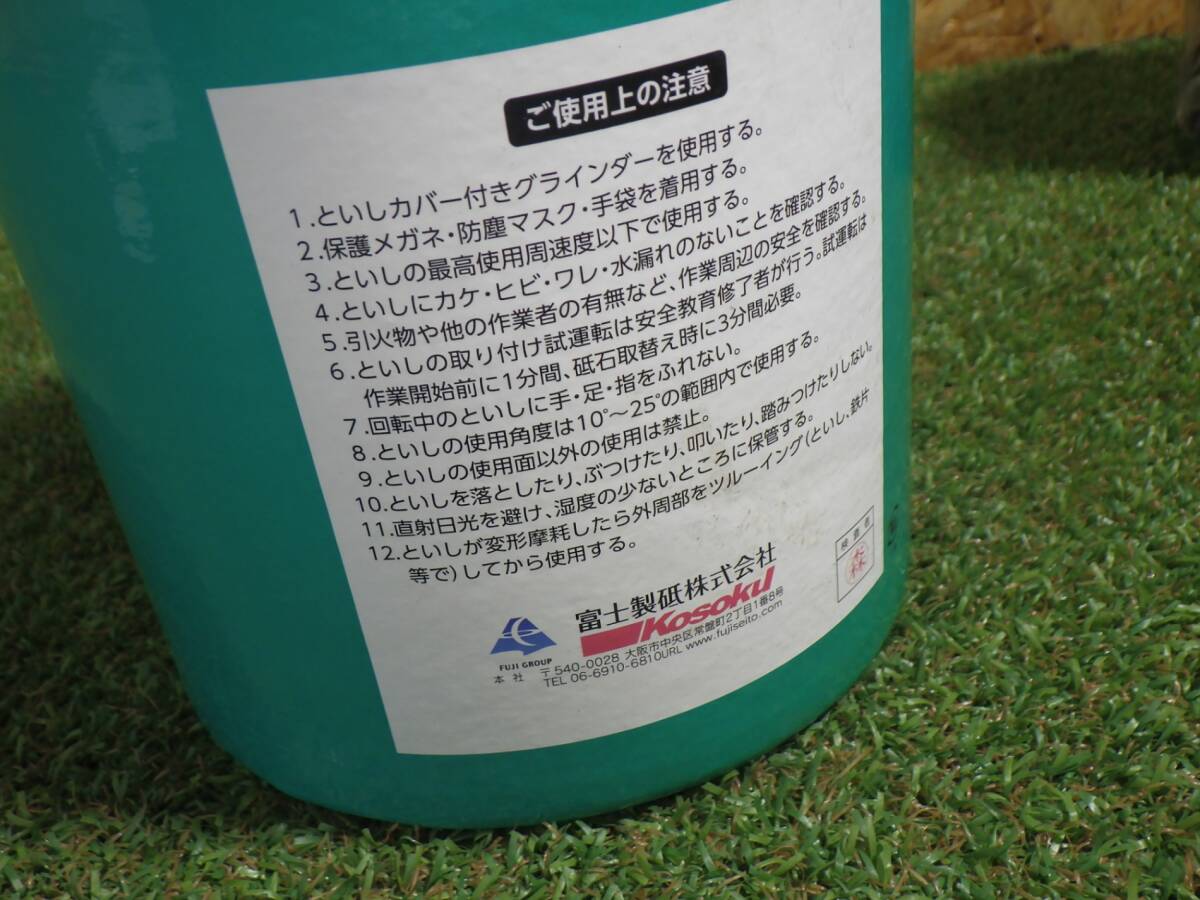 ご使用上の注意
1.といしカバー付きグラインダーを使用する。
2.保護メガネ・防塵マスク・手袋を着用する。
3.といしの最高使用周速度以下で使用する。
4.といしにカケ・ヒビ・ワレ・水漏れのないことを確認する。
5.引火物や他の作業者の有無など、作業周辺の安全を確認する。
6.といしの取り付け試運転は安全教育修了者が行う。試運転は
作業開始前に1分間、砥石取替え時に3分間必要。
7.回転中のといしに手・足・指をふれない。
8.といしの使用角度は10°～25°の範囲内で使用する。
9.といしの使用面以外の使用は禁止。
10.といしを落としたり、ぶつけたり、叩いたり、踏みつけたりしない。
11.直射日光を避け、湿度の少ないところに保管する。
12.といしが変形摩耗したら外周部をツルーイング(といし、鉄片
等で)してから使用する。
検査者
森
富士製砥株式会社
Kosoku
FUJI GROUP
本社 〒540-0028 大阪市中央区常盤町2丁目1番8号
TEL 06-6910-6810 URL www.fujiseito.com